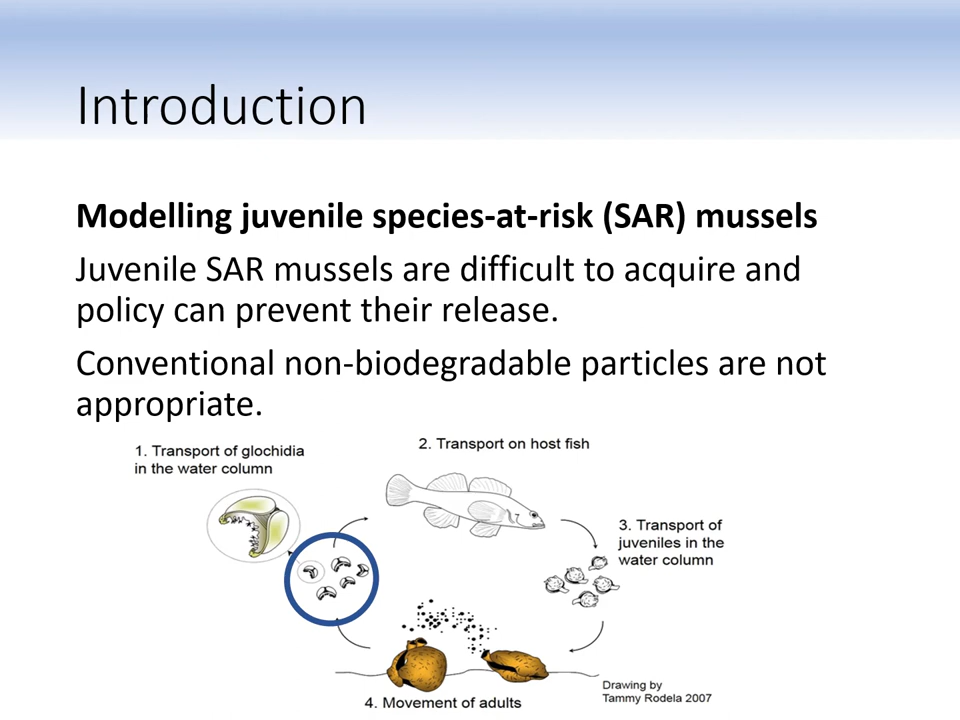 Introduction
Modelling juvenile species-at-risk (SAR) mussels
Juvenile SAR mussels are difficult to acquire and
policy can prevent their release.
Conventional non-biodegradable particles are not
appropriate.
1. Transport of glochidia
in the water column
2. Transport on host fish
3. Transport of
juveniles in the
water column
4. Movement of adults
Drawing by
Tammy Rodela 2007